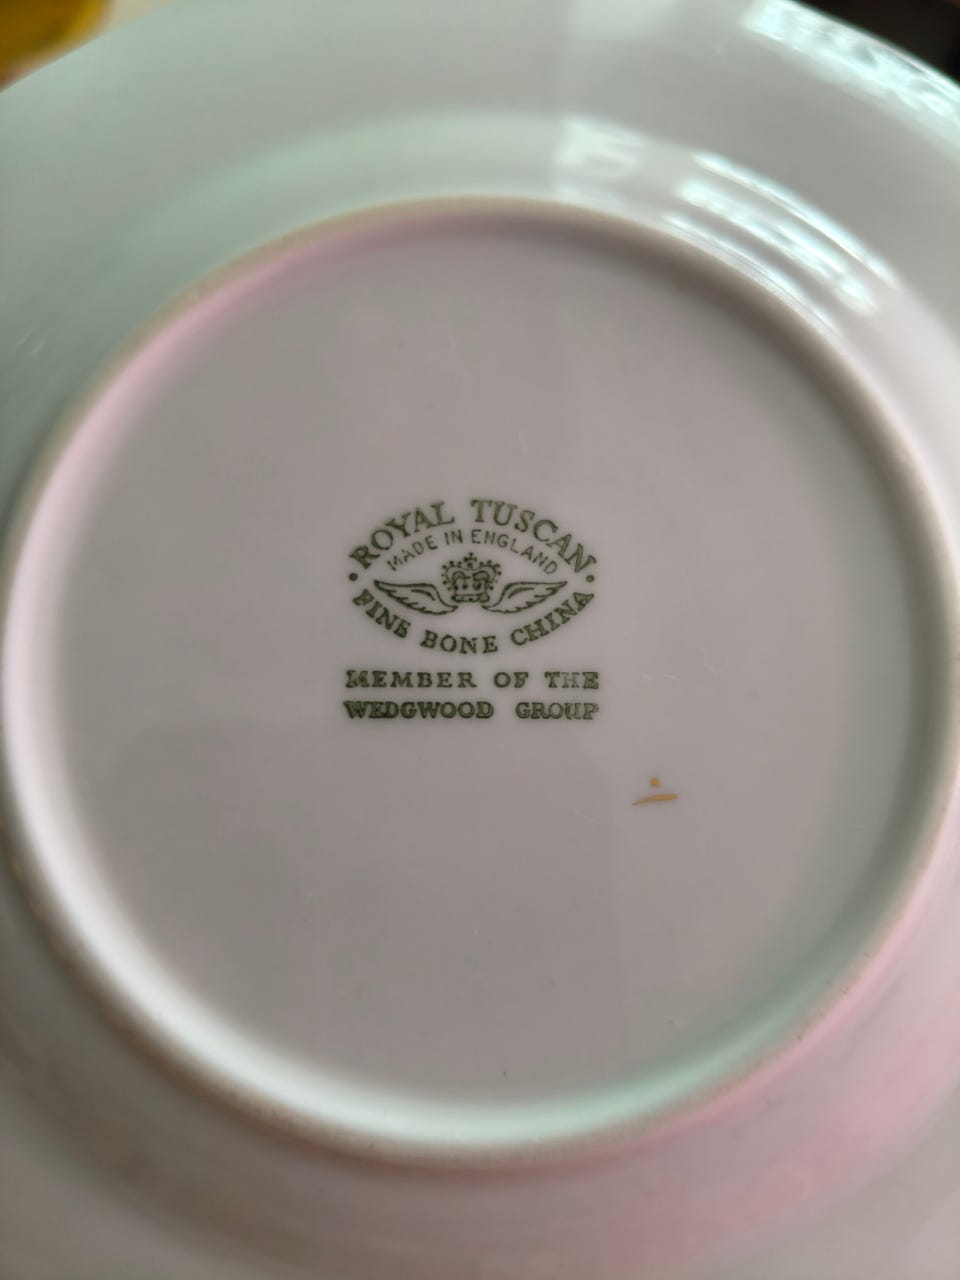 ROYAL TUSCAN
MADE IN ENGLAND
FINE BONE CHINA
MEMBER OF THE
WEDGWOOD GROUP